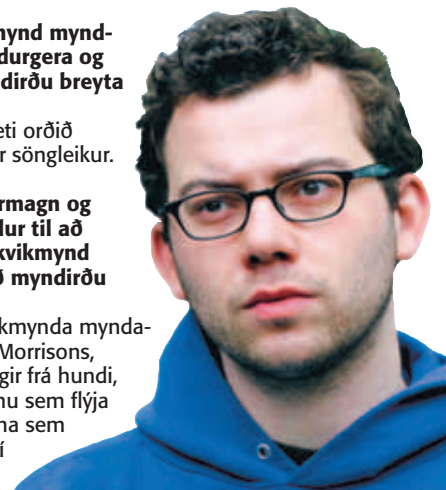 mynd mynd-
durgera og
dirðu breyta
eti orðið
r söngleikur.
rmagn og
lur til að
kvikmynd
ð myndirðu
kmynda mynda-
Morrisons,
gir frá hundi,
nu sem flýja
na sem
í